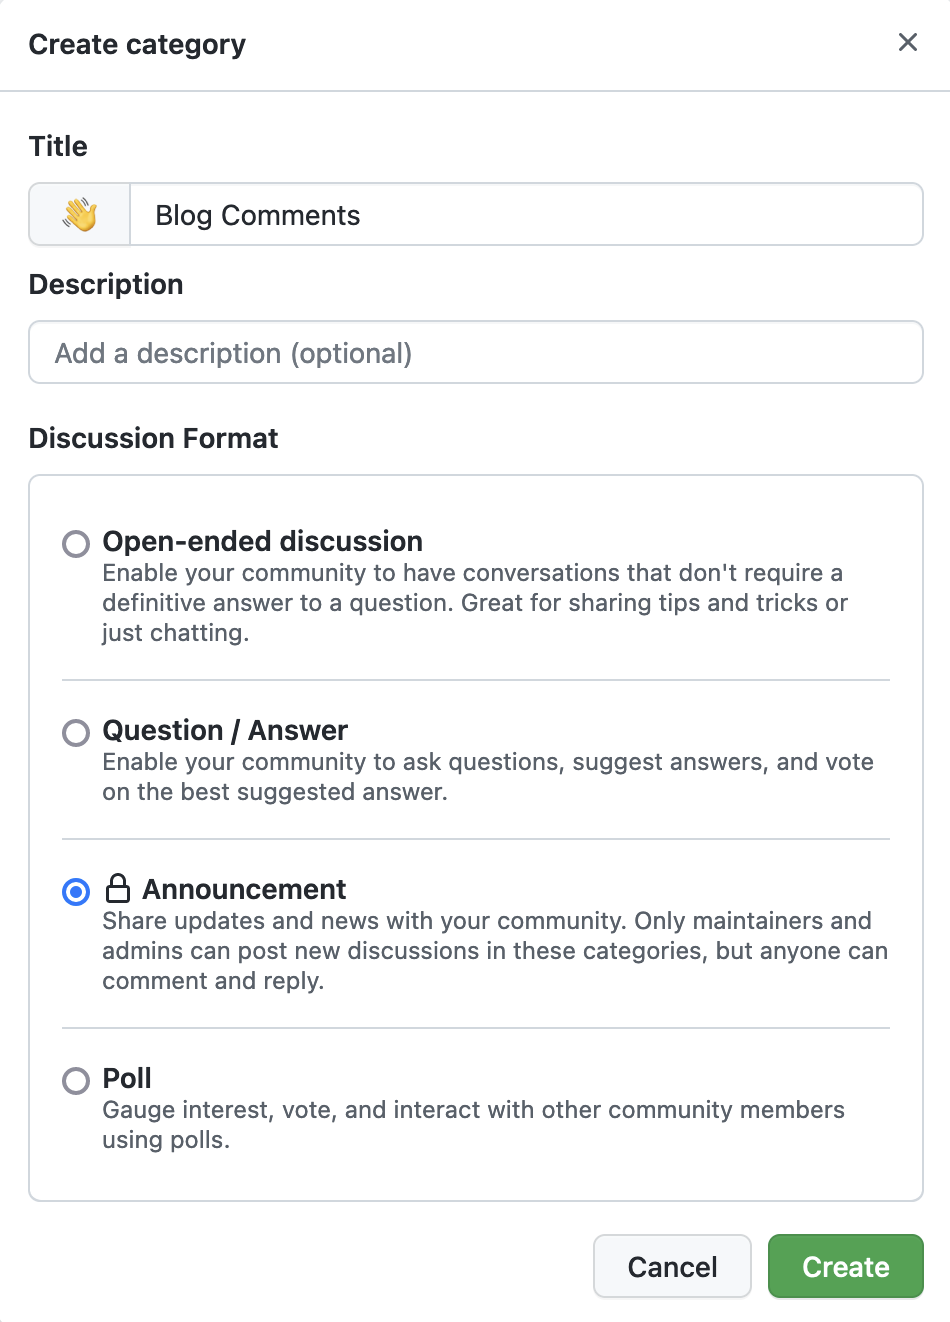 Create category
Title
Blog Comments
Description
Add a description (optional)
Discussion Format
Open-ended discussion
Enable your community to have conversations that don't require a
definitive answer to a question. Great for sharing tips and tricks or
just chatting.
Question / Answer
Enable your community to ask questions, suggest answers, and vote
on the best suggested answer.
Announcement
Share updates and news with your community. Only maintainers and
admins can post new discussions in these categories, but anyone can
comment and reply.
Poll
Gauge interest, vote, and interact with other community members
using polls.
Cancel
Create